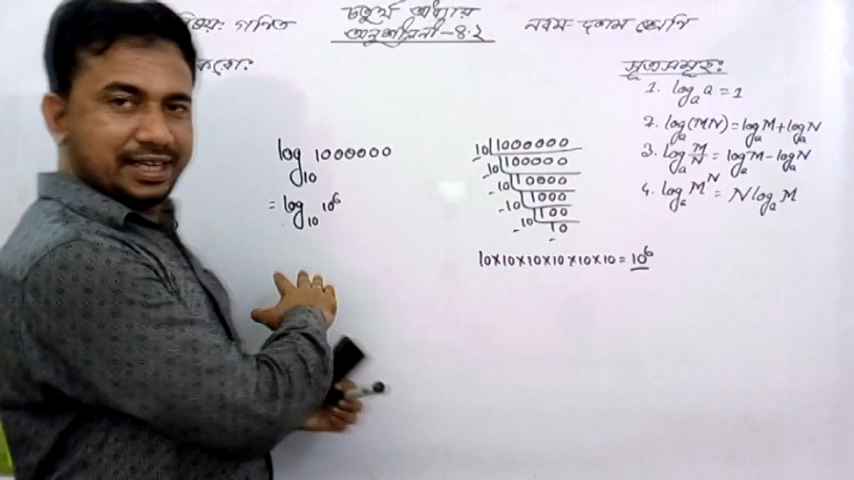 বিষয়: গণিত
চতুর্থ অধ্যায়
অনুশীলনী-৪.২
নবম-দশম শ্রেণি
করো:
log₁₀ 1000000
= log₁₀ 10⁶
10 | 1000000
10 | 100000
10 | 10000
10 | 1000
10 | 100
10
10×10×10×10×10×10 = 10⁶
সূত্রসমূহ:
1. logₐ a = 1
2. logₐ(MN) = logₐ M + logₐ N
3. logₐ M/N = logₐ M - logₐ N
4. logₐ Mᴺ = N logₐ M